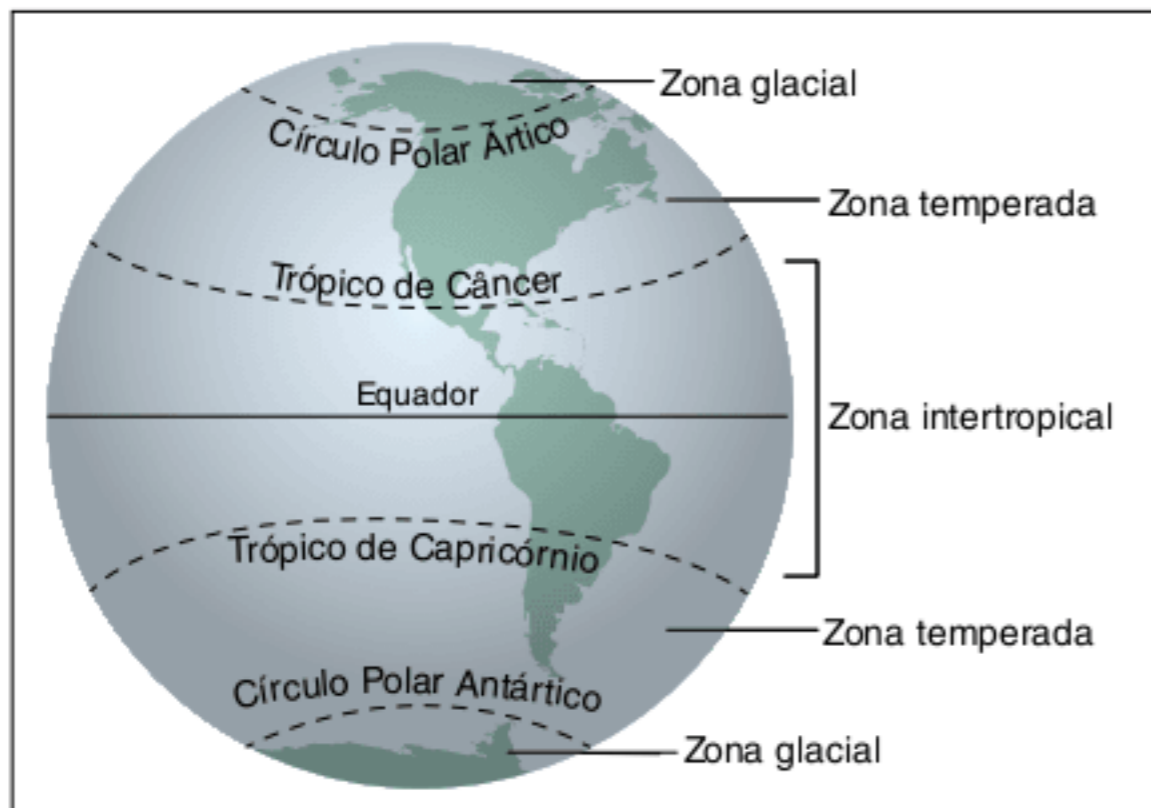 Zona glacial
Círculo Polar Ártico
Zona temperada
Trópico de Câncer
Equador
Zona intertropical
Trópico de Capricórnio
Zona temperada
Círculo Polar Antártico
Zona glacial